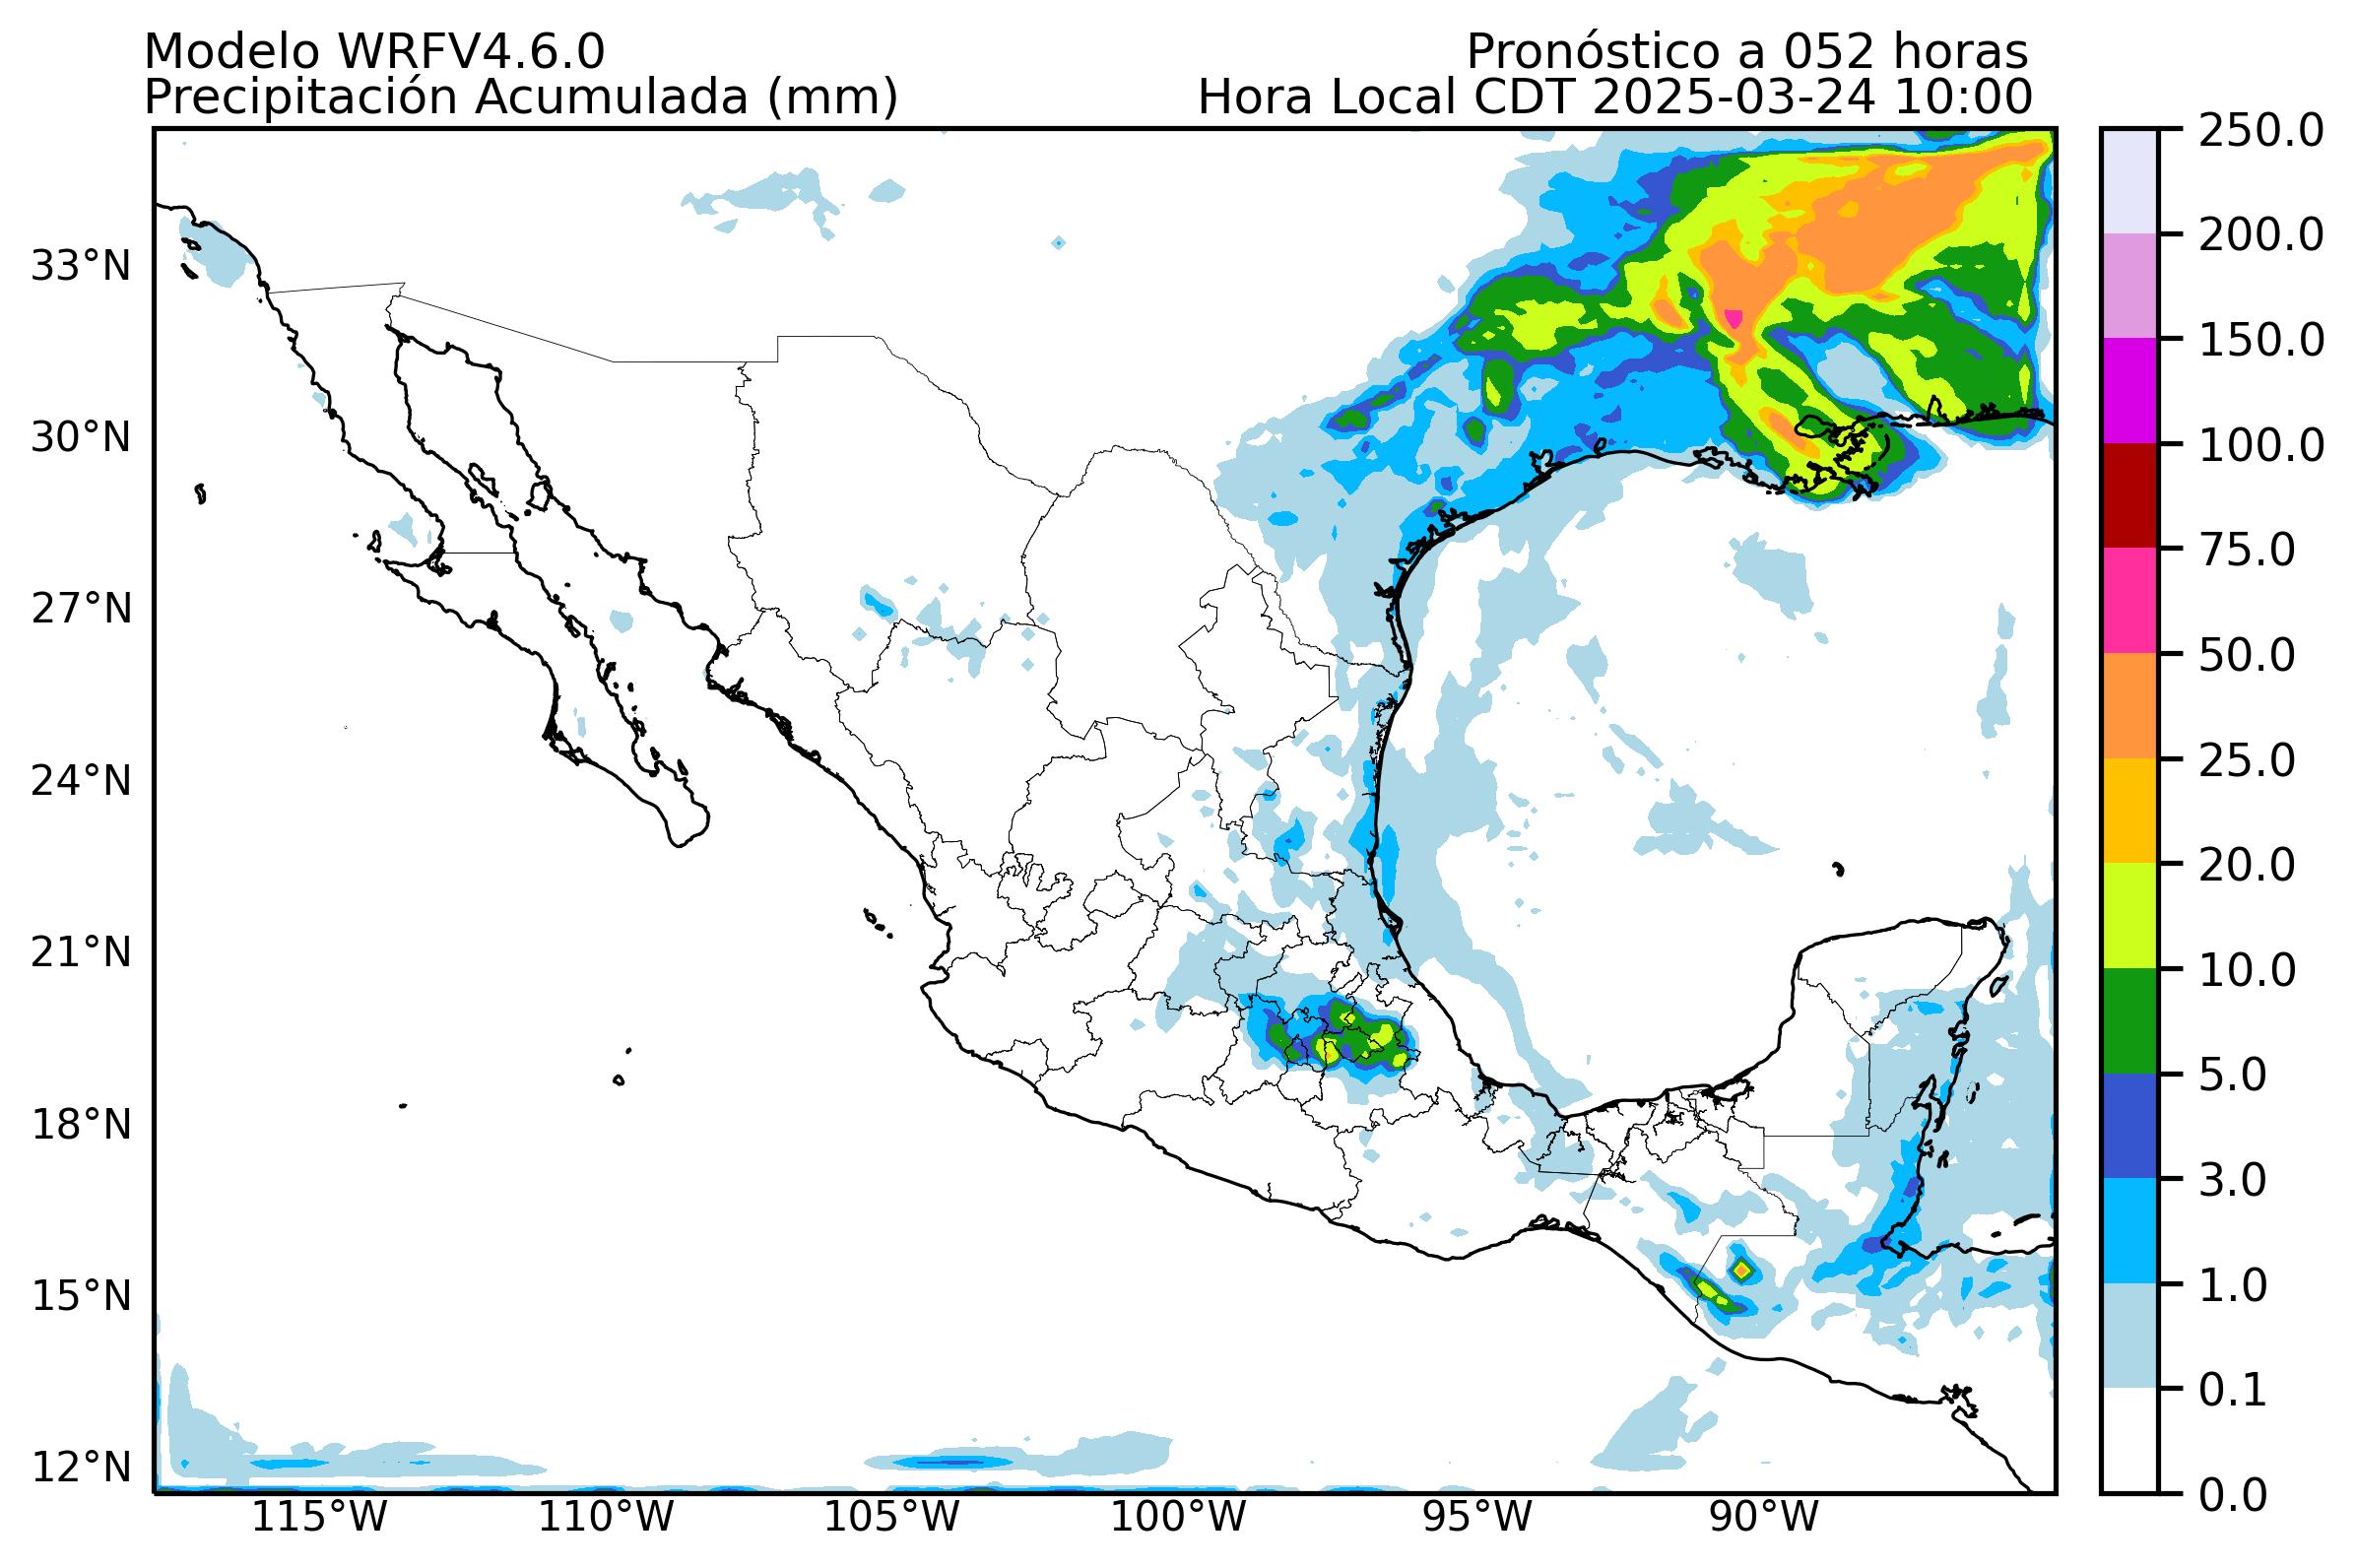 Modelo WRFV4.6.0
Pronóstico a 052 horas
Precipitación Acumulada (mm)
Hora Local CDT 2025-03-24 10:00
33°N
30°N
27°N
24°N
21°N
18°N
15°N
12°N
115°W
110°W
105°W
100°W
95°W
90°W
250.0
200.0
150.0
100.0
75.0
50.0
25.0
20.0
10.0
5.0
3.0
1.0
0.1
0.0